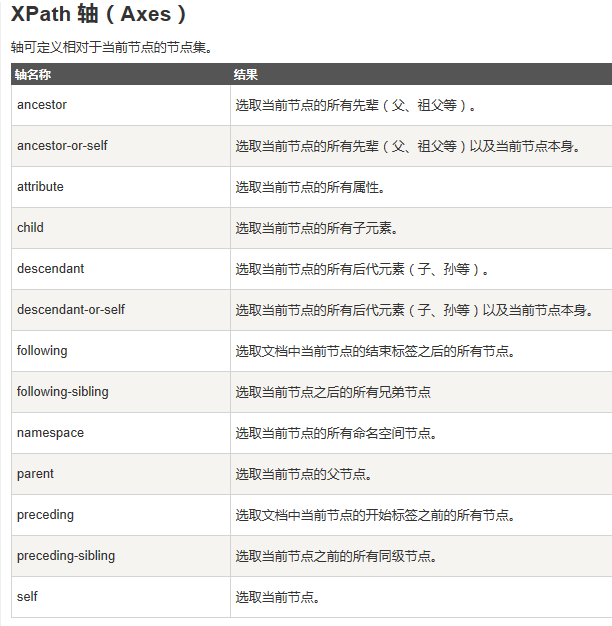 XPath 轴（Axes）
轴可定义相对于当前节点的节点集。
轴名称 结果
ancestor 选取当前节点的所有先辈（父、祖父等）。
ancestor-or-self 选取当前节点的所有先辈（父、祖父等）以及当前节点本身。
attribute 选取当前节点的所有属性。
child 选取当前节点的所有子元素。
descendant 选取当前节点的所有后代元素（子、孙等）。
descendant-or-self 选取当前节点的所有后代元素（子、孙等）以及当前节点本身。
following 选取文档中当前节点的结束标签之后的所有节点。
following-sibling 选取当前节点之后的所有兄弟节点
namespace 选取当前节点的所有命名空间节点。
parent 选取当前节点的父节点。
preceding 选取文档中当前节点的开始标签之前的所有节点。
preceding-sibling 选取当前节点之前的所有同级节点。
self 选取当前节点。